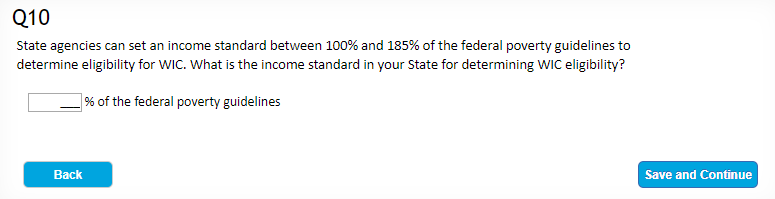 Q10
State agencies can set an income standard between 100% and 185% of the federal poverty guidelines to
determine eligibility for WIC. What is the income standard in your State for determining WIC eligibility?
___% of the federal poverty guidelines
Back
Save and Continue